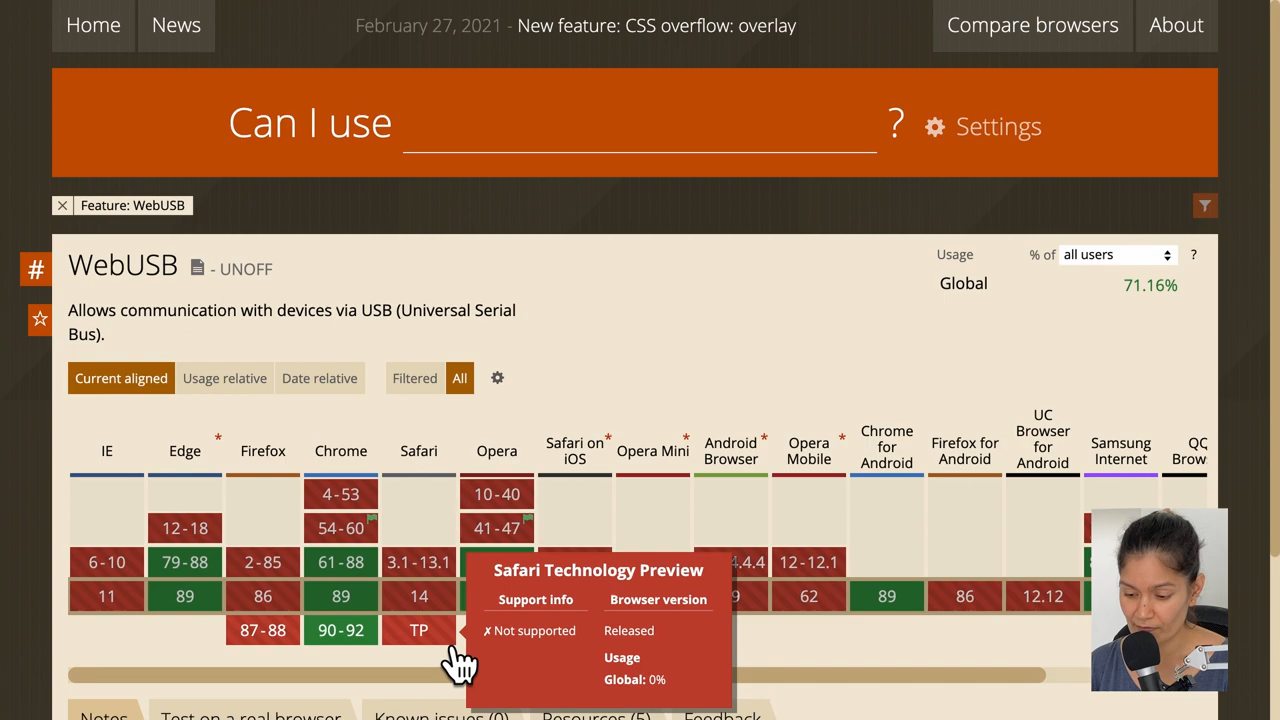 Home
News
February 27, 2021 - New feature: CSS overflow: overlay
Compare browsers
About
Can I use
?
Settings
Feature: WebUSB
#
WebUSB
- UNOFF
Usage
% of
all users
?
Global
71.16%
Allows communication with devices via USB (Universal Serial
Bus).
Current aligned
Usage relative
Date relative
Filtered
All
IE
Edge
*
Firefox
Chrome
Safari
Opera
Safari on
iOS
*
Opera Mini
*
Android
Browser
*
Opera
Mobile
*
Chrome
for
Android
Firefox for
Android
UC
Browser
for
Android
Samsung
Internet
QQ
4-53
10-40
12-18
54-60
41-47
6-10
79-88
2-85
61-88
3.1-13.1
4.4.4
12-12.1
11
89
86
89
14
62
89
86
12.12
87-88
90-92
TP
Safari Technology Preview
Support info
Browser version
✗ Not supported
Released
Usage
Global: 0%
Notes
Test on a real browser
Known issues (0)
Resources (5)
Feedback